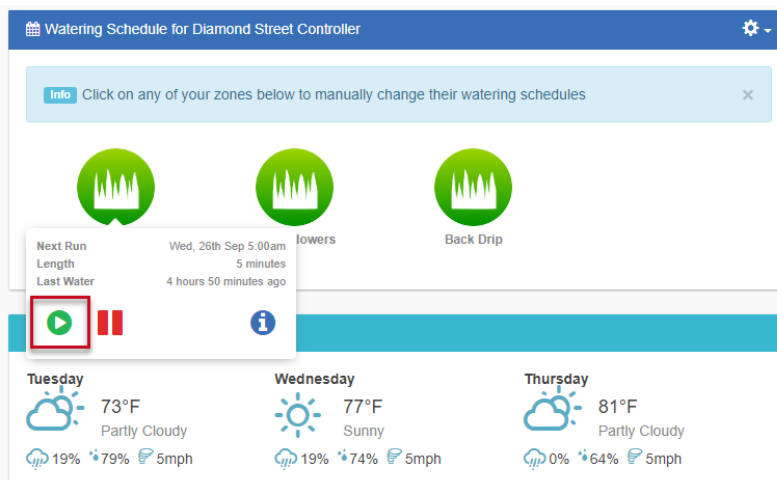 Watering Schedule for Diamond Street Controller
Info Click on any of your zones below to manually change their watering schedules ×
lowers Back Drip
Next Run Wed, 26th Sep 5:00am
Length 5 minutes
Last Water 4 hours 50 minutes ago
Tuesday Wednesday Thursday
73°F 77°F 81°F
Partly Cloudy Sunny Partly Cloudy
19% 79% 5mph 19% 74% 5mph 0% 64% 5mph